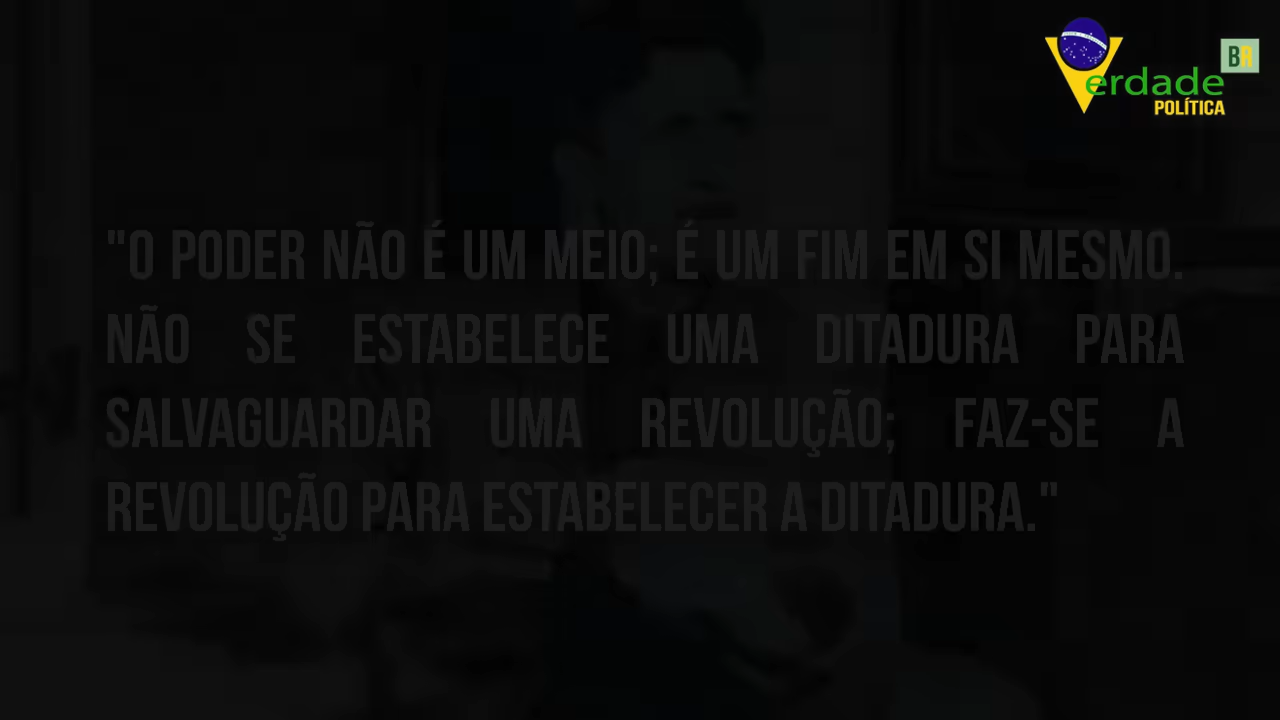 Verdade BR
POLÍTICA
"O PODER NÃO É UM MEIO; É UM FIM EM SI MESMO.
NÃO SE ESTABELECE UMA DITADURA PARA
SALVAGUARDAR UMA REVOLUÇÃO; FAZ-SE A
REVOLUÇÃO PARA ESTABELECER A DITADURA."